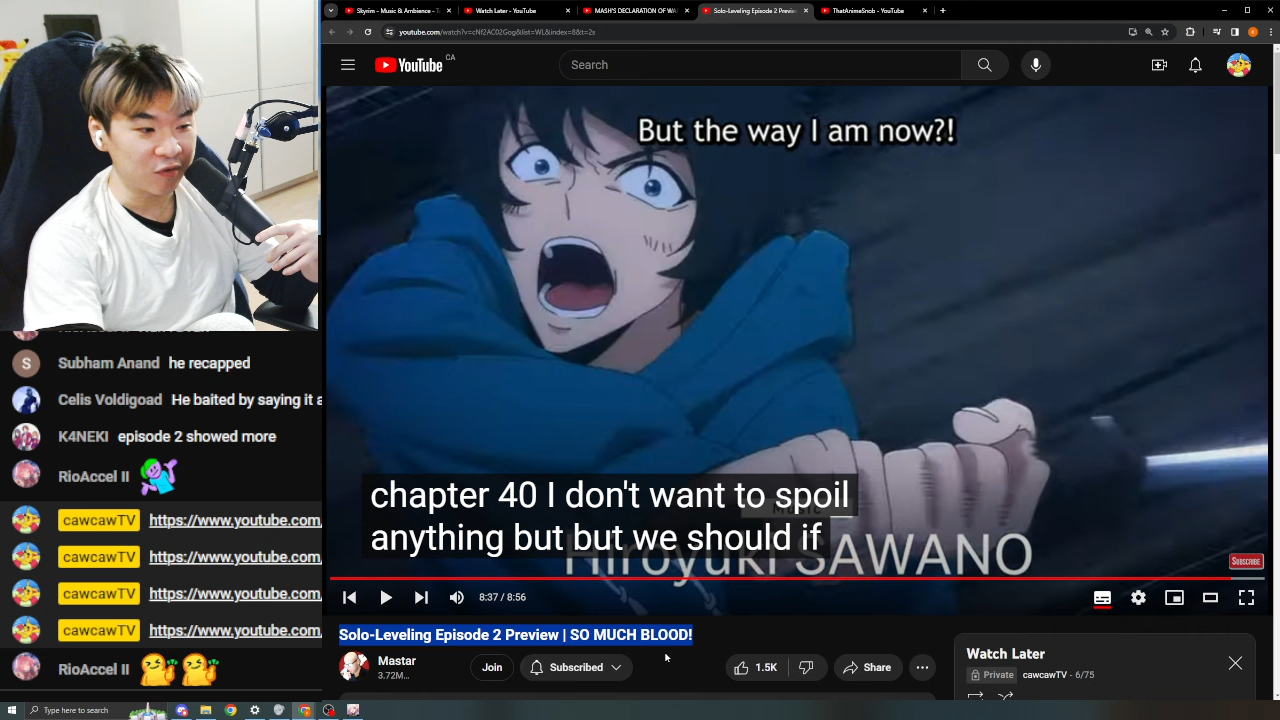 Skyrim - Music & Ambience - T
Watch Later - YouTube
MASH'S DECLARATION OF WA
Solo-Leveling Episode 2 Previe
ThatAnimeSnob - YouTube
youtube.com/watch?v=cNf2AC02Gog&list=WL&index=8&t=2s
YouTube CA
Search
But the way I am now?!
chapter 40 I don't want to spoil
anything but but we should if
Hiroyuki SAWANO
SUBSCRIBE
8:37 / 8:56
Subham Anand he recapped
Celis Voldigoad He baited by saying it a
K4NEKI episode 2 showed more
RioAccel II
cawcawTV https://www.youtube.com/
cawcawTV https://www.youtube.com/
cawcawTV https://www.youtube.com/
cawcawTV https://www.youtube.com/
RioAccel II
Solo-Leveling Episode 2 Preview | SO MUCH BLOOD!
Mastar
3.72M...
Join
Subscribed
1.5K
Share
Watch Later
Private cawcawTV - 6/75
Type here to search